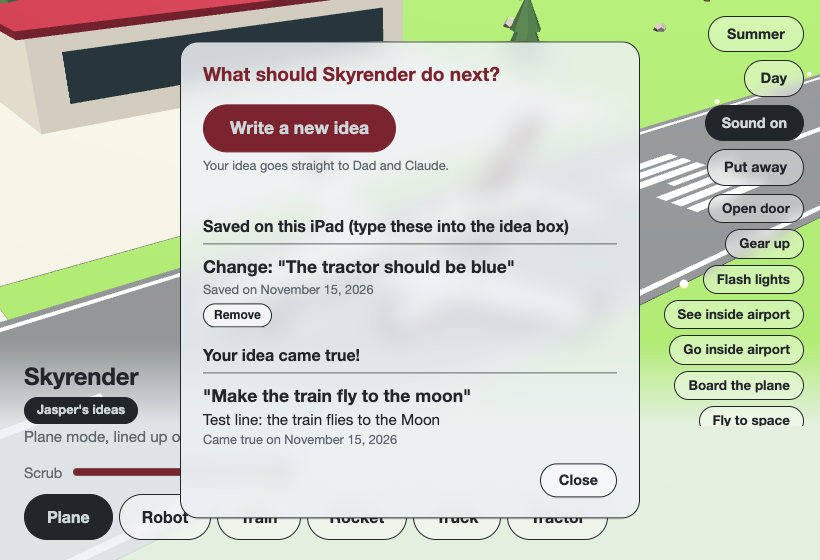 What should Skyrender do next?
Write a new idea
Your idea goes straight to Dad and Claude.
Saved on this iPad (type these into the idea box)
Change: "The tractor should be blue"
Saved on November 15, 2026
Remove
Your idea came true!
"Make the train fly to the moon"
Test line: the train flies to the Moon
Came true on November 15, 2026
Close
Summer
Day
Sound on
Put away
Open door
Gear up
Flash lights
See inside airport
Go inside airport
Board the plane
Fly to space
Skyrender
Jasper's ideas
Plane mode, lined up o
Scrub
Plane
Robot
Train
Rocket
Truck
Tractor